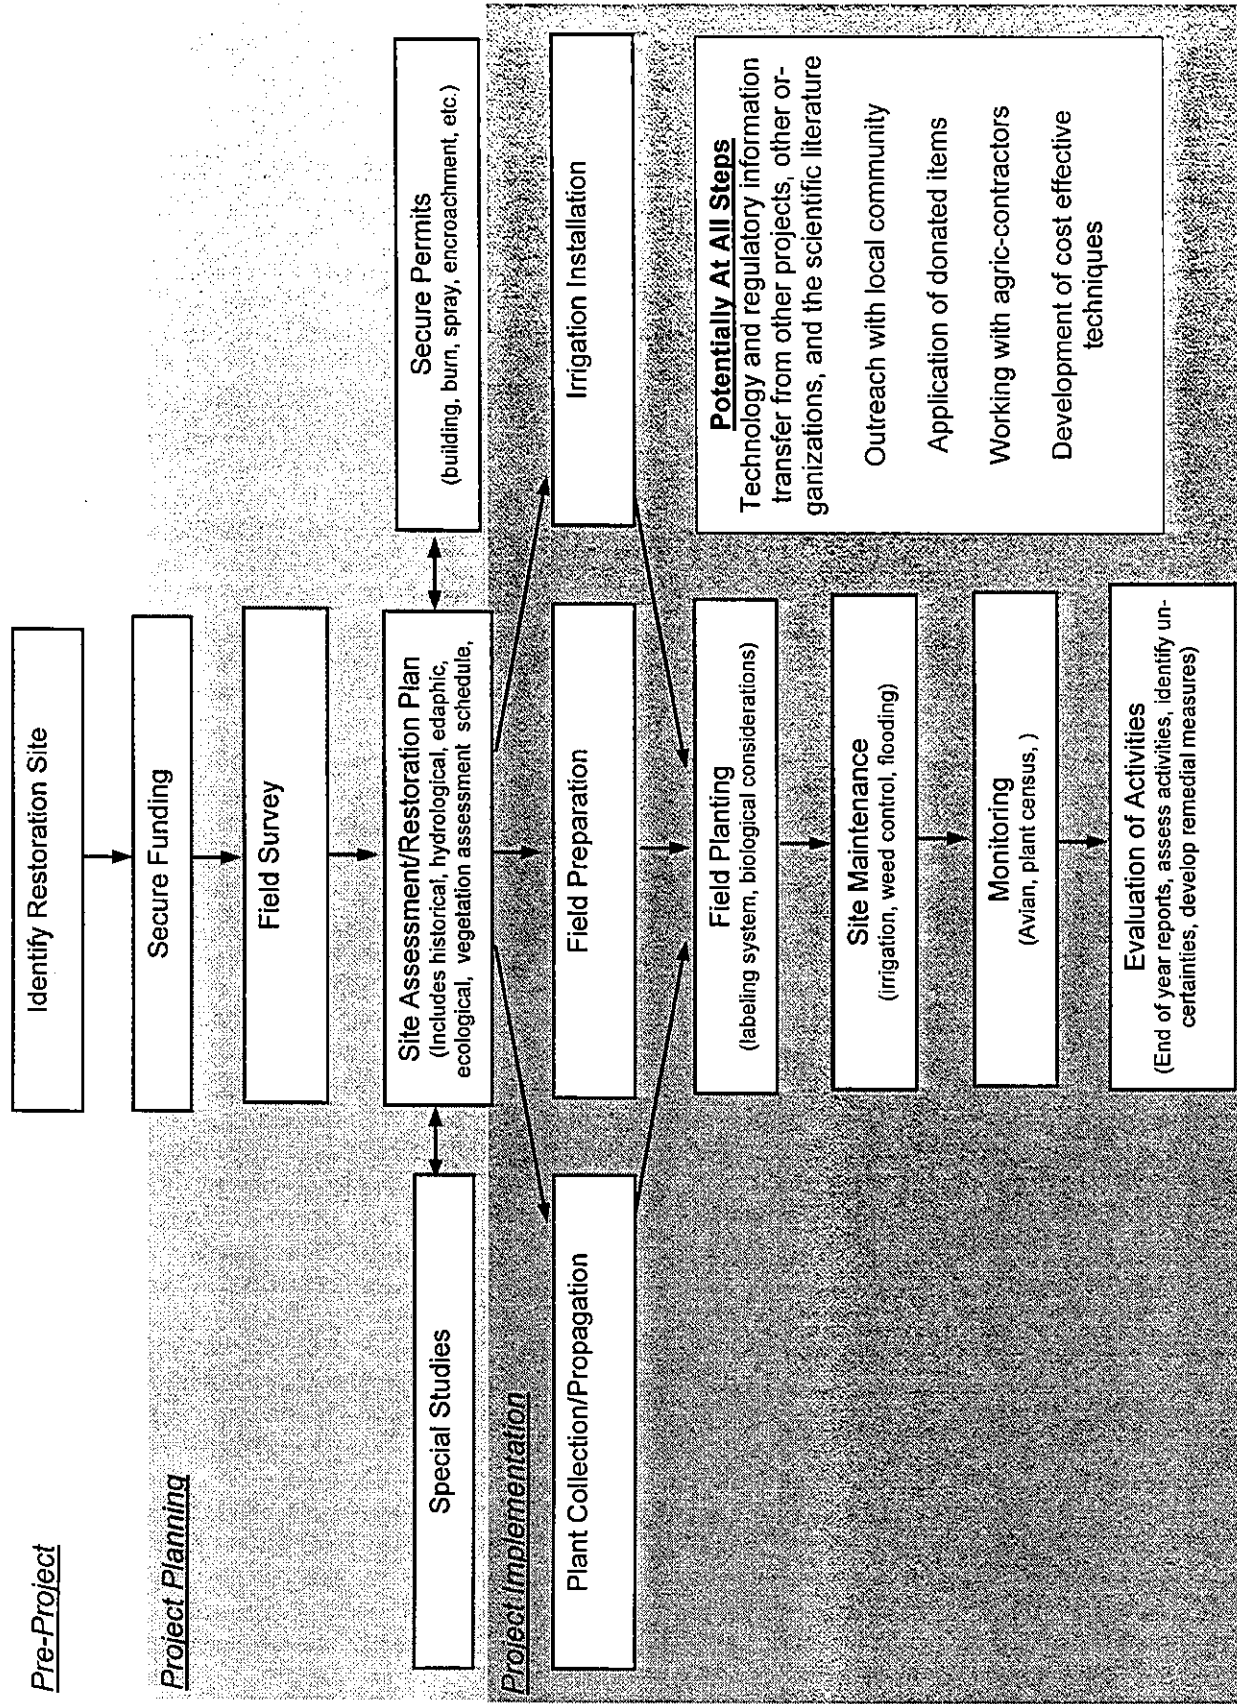 Pre-Project
Identify Restoration Site
Project Planning
Secure Funding
Field Survey
Special Studies
Site Assessment/Restoration Plan
(Includes historical, hydrological, edaphic,
ecological, vegetation assessment schedule,
Secure Permits
(building, burn, spray, encroachment, etc.)
Project Implementation
Plant Collection/Propagation
Field Preparation
Irrigation Installation
Field Planting
(labeling system, biological considerations)
Site Maintenance
(irrigation, weed control, flooding)
Monitoring
(Avian, plant census, )
Evaluation of Activities
(End of year reports, assess activities, identify un-
certainties, develop remedial measures)
Potentially At All Steps
Technology and regulatory information
transfer from other projects, other or-
ganizations, and the scientific literature
Outreach with local community
Application of donated items
Working with agric-contractors
Development of cost effective
techniques